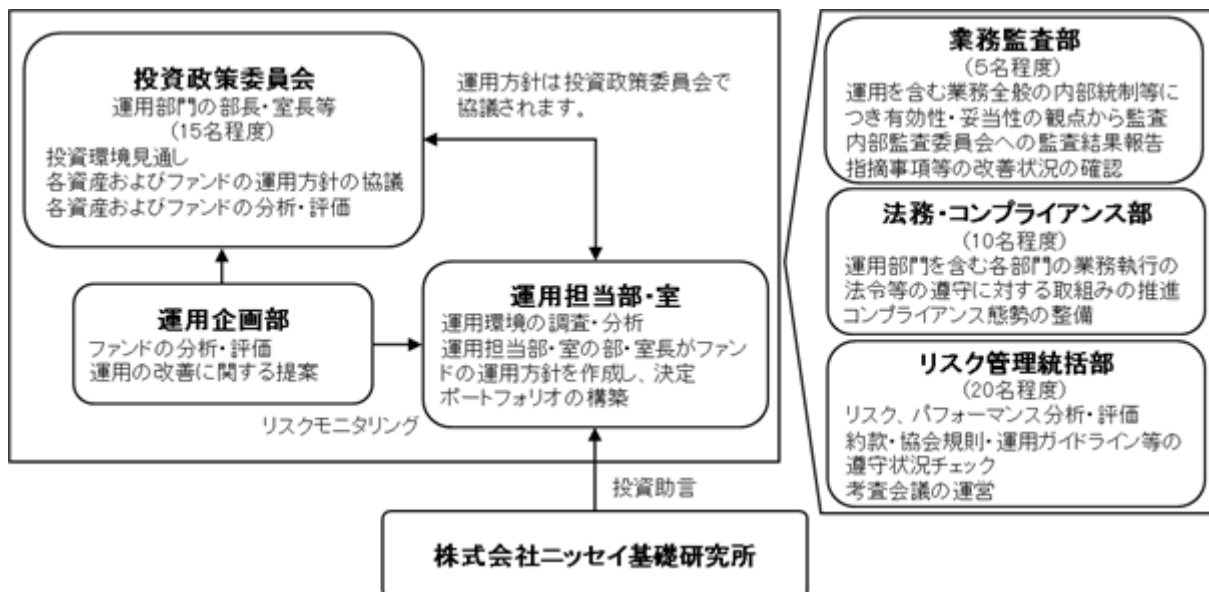 投資政策委員会
運用部門の部長・室長等
(15名程度)
投資環境見通し
各資産およびファンドの運用方針の協議
各資産およびファンドの分析・評価
運用方針は投資政策委員会で
協議されます。
運用企画部
ファンドの分析・評価
運用の改善に関する提案
リスクモニタリング
運用担当部・室
運用環境の調査・分析
運用担当部・室の部・室長がファン
ドの運用方針を作成し、決定
ポートフォリオの構築
投資助言
株式会社ニッセイ基礎研究所
業務監査部
(5名程度)
運用を含む業務全般の内部統制等に
つき有効性・妥当性の観点から監査
内部監査委員会への監査結果報告
指摘事項等の改善状況の確認
法務・コンプライアンス部
(10名程度)
運用部門を含む各部門の業務執行の
法令等の遵守に対する取組みの推進
コンプライアンス態勢の整備
リスク管理統括部
(20名程度)
リスク、パフォーマンス分析・評価
約款・協会規則・運用ガイドライン等の
遵守状況チェック
考査会議の運営